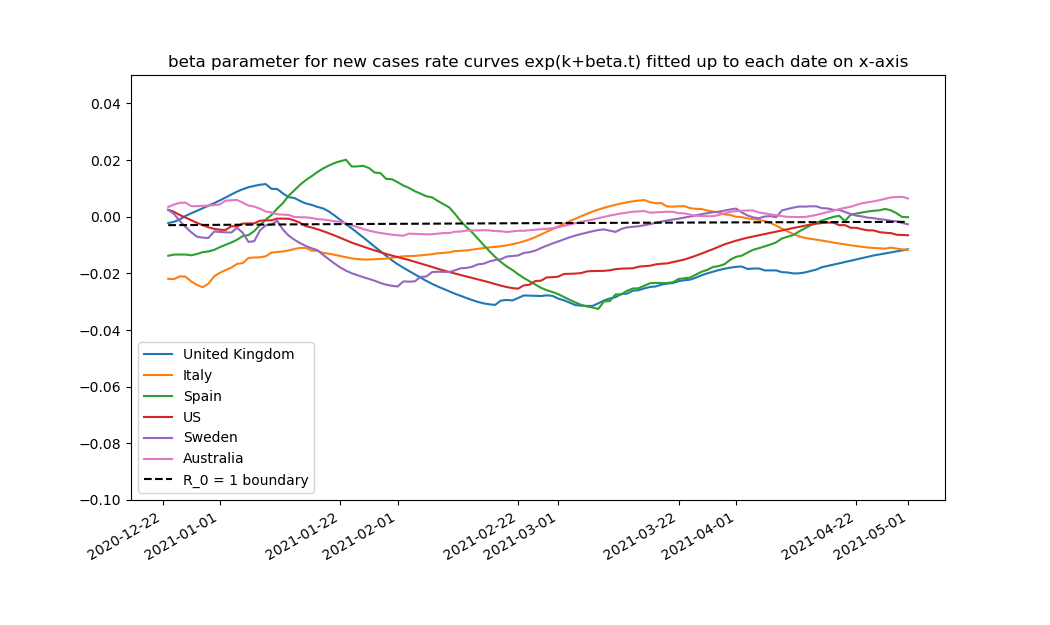 beta parameter for new cases rate curves exp(k+beta.t) fitted up to each date on x-axis
0.04
0.02
0.00
−0.02
−0.04
−0.06
−0.08
−0.10
United Kingdom
Italy
Spain
US
Sweden
Australia
R_0 = 1 boundary
2020-12-22
2021-01-01
2021-01-22
2021-02-01
2021-02-22
2021-03-01
2021-03-22
2021-04-01
2021-04-22
2021-05-01